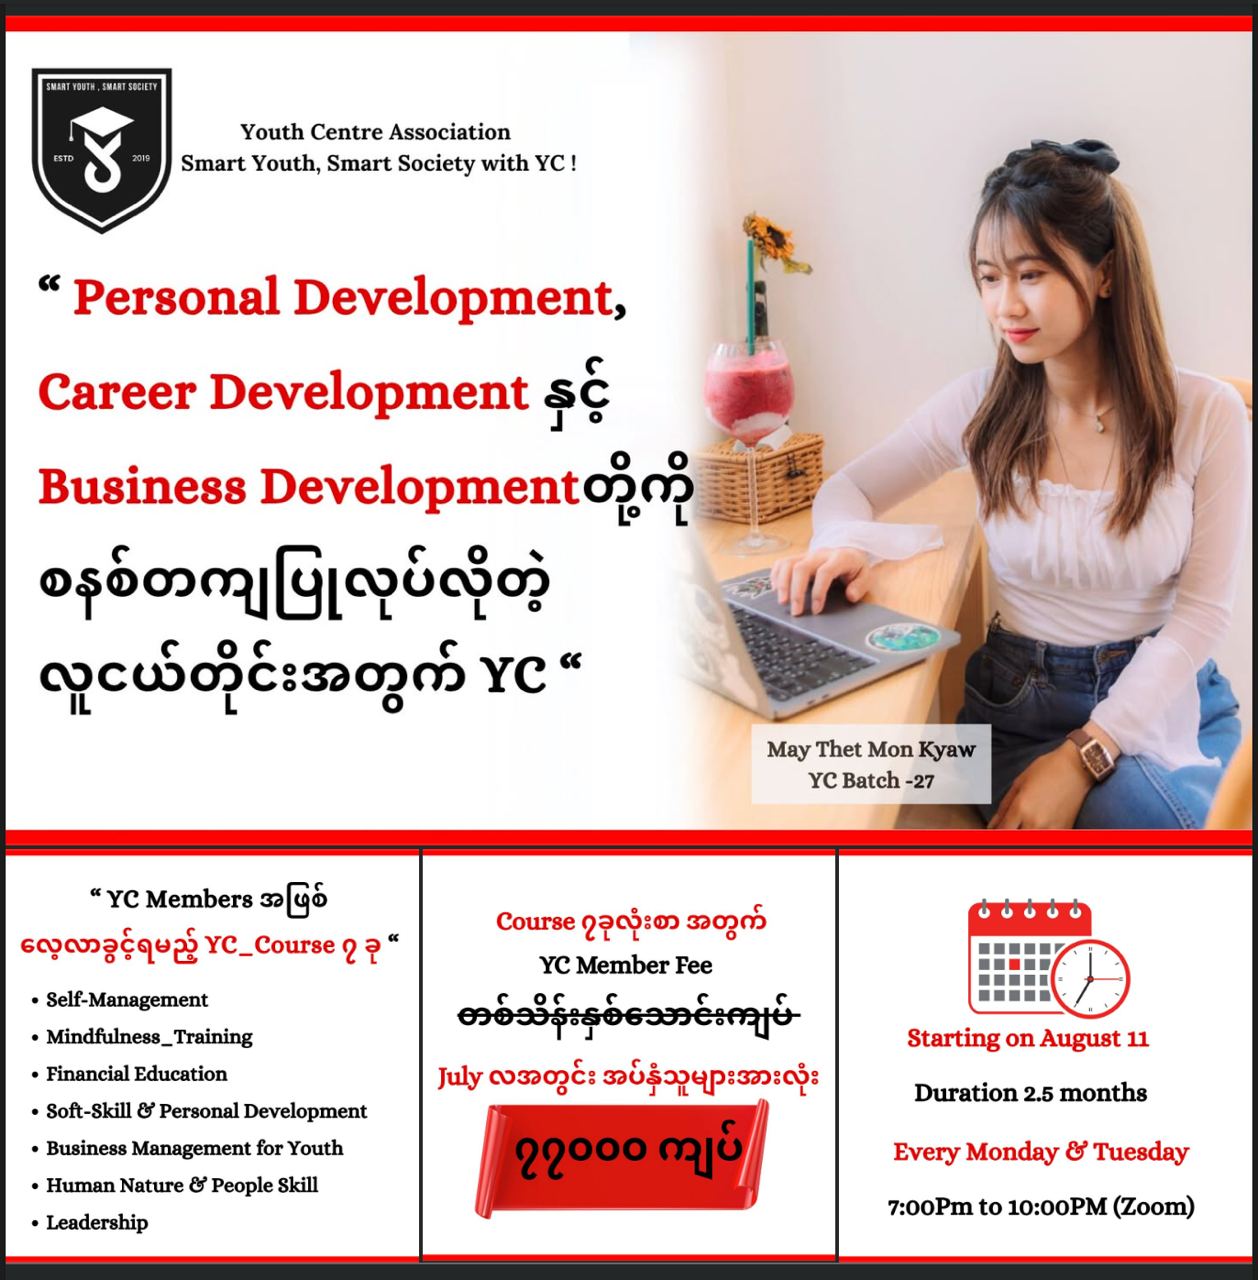 SMART YOUTH , SMART SOCIETY
ESTD 2019
Youth Centre Association
Smart Youth, Smart Society with YC !
“ Personal Development,
Career Development နှင့်
Business Developmentတို့ကို
စနစ်တကျပြုလုပ်လိုတဲ့
လူငယ်တိုင်းအတွက် YC “
May Thet Mon Kyaw
YC Batch -27
“ YC Members အဖြစ်
လေ့လာခွင့်ရမည့် YC_Course ၇ ခု “
• Self-Management
• Mindfulness_Training
• Financial Education
• Soft-Skill & Personal Development
• Business Management for Youth
• Human Nature & People Skill
• Leadership
Course ၇ခုလုံးစာ အတွက်
YC Member Fee
တစ်သိန်းနှစ်သောင်းကျပ်
July လအတွင်း အပ်နှံသူများအားလုံး
၇၇၀၀၀ ကျပ်
Starting on August 11
Duration 2.5 months
Every Monday & Tuesday
7:00Pm to 10:00PM (Zoom)